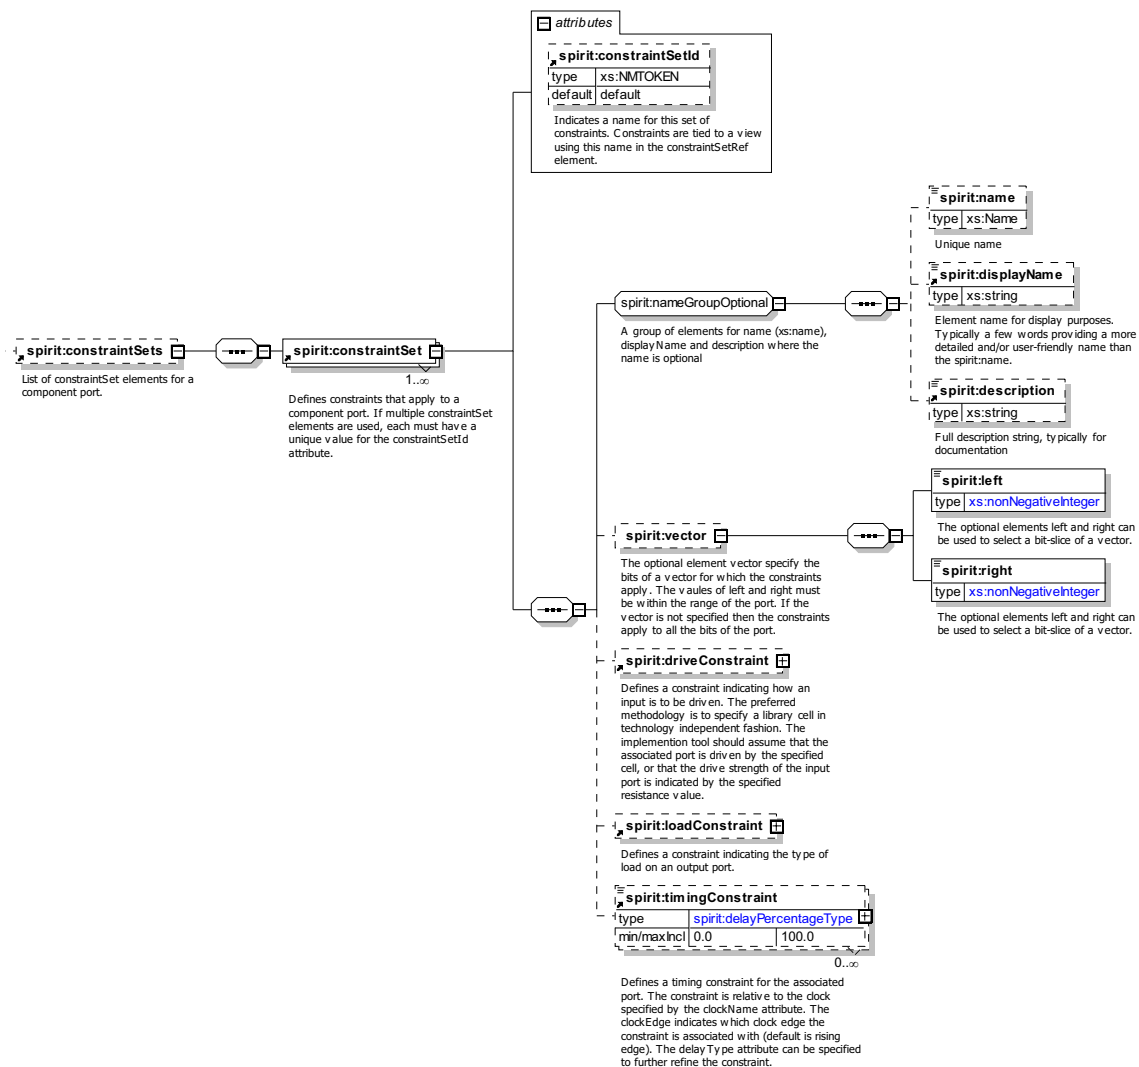 attributes
spirit:constraintSetId
type xs:NMTOKEN
default default
Indicates a name for this set of
constraints. Constraints are tied to a view
using this name in the constraintSetRef
element.
spirit:name
type xs:Name
Unique name
spirit:displayName
type xs:string
Element name for display purposes.
Typically a few words providing a more
detailed and/or user-friendly name than
the spirit:name.
spirit:description
type xs:string
Full description string, typically for
documentation
spirit:nameGroupOptional
A group of elements for name (xs:name),
displayName and description where the
name is optional
spirit:constraintSets
List of constraintSet elements for a
component port.
spirit:constraintSet
1..∞
Defines constraints that apply to a
component port. If multiple constraintSet
elements are used, each must have a
unique value for the constraintSetId
attribute.
spirit:left
type xs:nonNegativeInteger
The optional elements left and right can
be used to select a bit-slice of a vector.
spirit:right
type xs:nonNegativeInteger
The optional elements left and right can
be used to select a bit-slice of a vector.
spirit:vector
The optional element vector specify the
bits of a vector for which the constraints
apply. The vaules of left and right must
be within the range of the port. If the
vector is not specified then the constraints
apply to all the bits of the port.
spirit:driveConstraint
Defines a constraint indicating how an
input is to be driven. The preferred
methodology is to specify a library cell in
technology independent fashion. The
implemention tool should assume that the
associated port is driven by the specified
cell, or that the drive strength of the input
port is indicated by the specified
resistance value.
spirit:loadConstraint
Defines a constraint indicating the type of
load on an output port.
spirit:timingConstraint
type spirit:delayPercentageType
min/maxIncl 0.0 100.0
0..∞
Defines a timing constraint for the associated
port. The constraint is relative to the clock
specified by the clockName attribute. The
clockEdge indicates which clock edge the
constraint is associated with (default is rising
edge). The delayType attribute can be specified
to further refine the constraint.